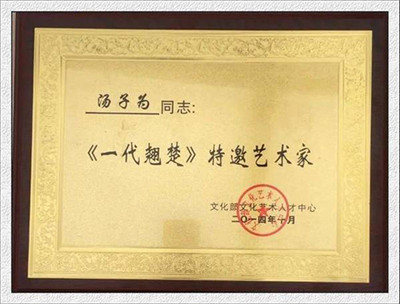 汤子为同志:
《一代翘楚》特邀艺术家
文化部文化艺术人才中心
二〇一四年十月